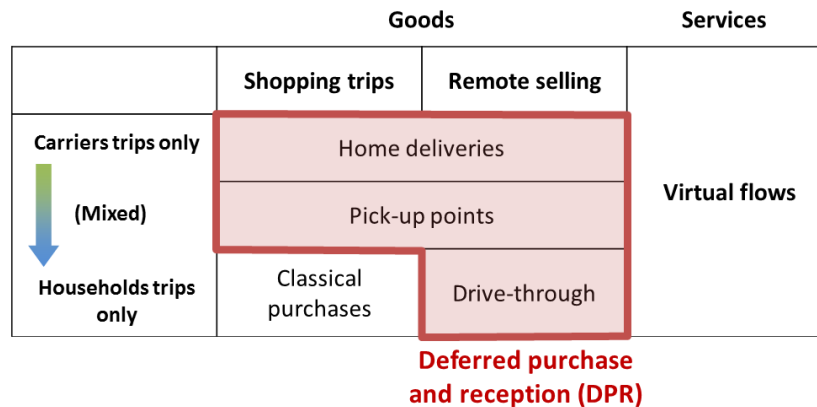 Goods Services
Shopping trips Remote selling
Carriers trips only
Home deliveries
(Mixed)
Pick-up points
Virtual flows
Households trips
only
Classical
purchases
Drive-through
Deferred purchase
and reception (DPR)